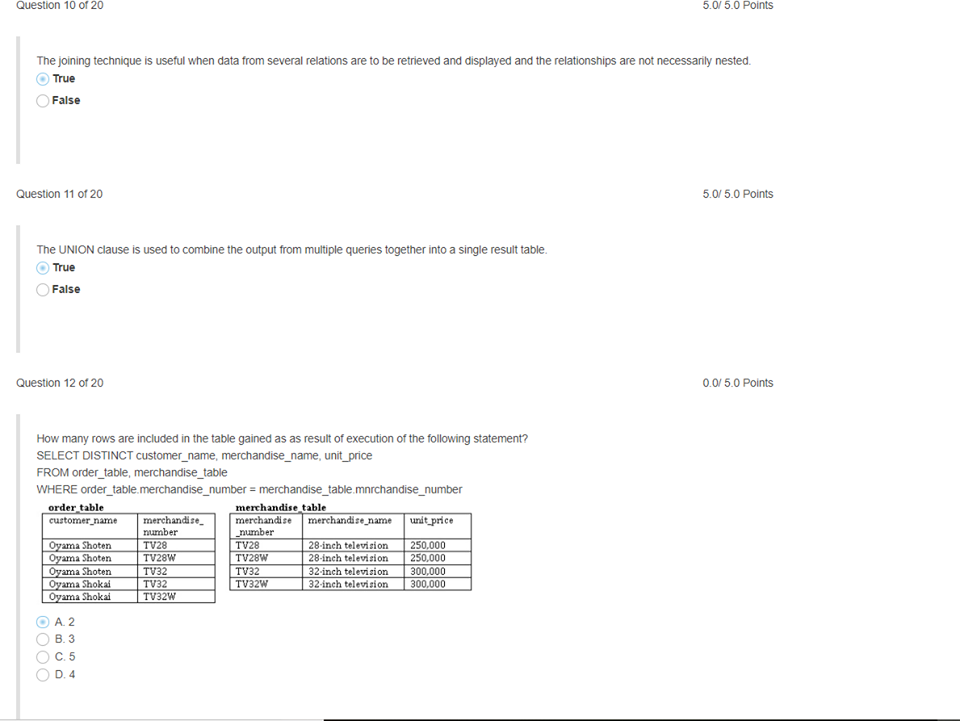 Question 10 of 20 5.0/ 5.0 Points
The joining technique is useful when data from several relations are to be retrieved and displayed and the relationships are not necessarily nested.
True
False
Question 11 of 20 5.0/ 5.0 Points
The UNION clause is used to combine the output from multiple queries together into a single result table.
True
False
Question 12 of 20 0.0/ 5.0 Points
How many rows are included in the table gained as as result of execution of the following statement?
SELECT DISTINCT customer_name, merchandise_name, unit_price
FROM order_table, merchandise_table
WHERE order_table.merchandise_number = merchandise_table.mnrchandise_number
order_table merchandise_table
customer_name merchandise_ merchandise merchandise_name unit_price
number _number
Oyama Shoten TV28 TV28 28-inch television 250,000
Oyama Shoten TV28W TV28W 28-inch television 250,000
Oyama Shoten TV32 TV32 32-inch television 300,000
Oyama Shokai TV32 TV32W 32-inch television 300,000
Oyama Shokai TV32W
A. 2
B. 3
C. 5
D. 4